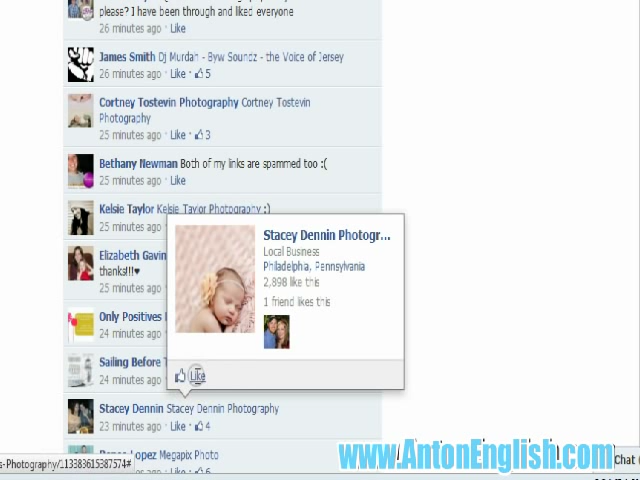 please? I have been through and liked everyone
26 minutes ago · Like
James Smith Dj Murdah - Byw Soundz - the Voice of Jersey
26 minutes ago · Like · 5
Cortney Tostevin Photography Cortney Tostevin
Photography
25 minutes ago · Like · 3
Bethany Newman Both of my links are spammed too :(
25 minutes ago · Like
Kelsie Taylor Kelsie Taylor Photography :)
25 minutes ago
Elizabeth Gavin
thanks!!!♥
25 minutes ago
Only Positives
24 minutes ago
Sailing Before T
24 minutes ago
Stacey Dennin Photogr...
Local Business
Philadelphia, Pennsylvania
2,898 like this
1 friend likes this
Like
Stacey Dennin Stacey Dennin Photography
23 minutes ago · Like · 4
Lopez Megapix Photo
s-Photography/113383615387574#
Like · 6
www.AntonEnglish.com
Chat